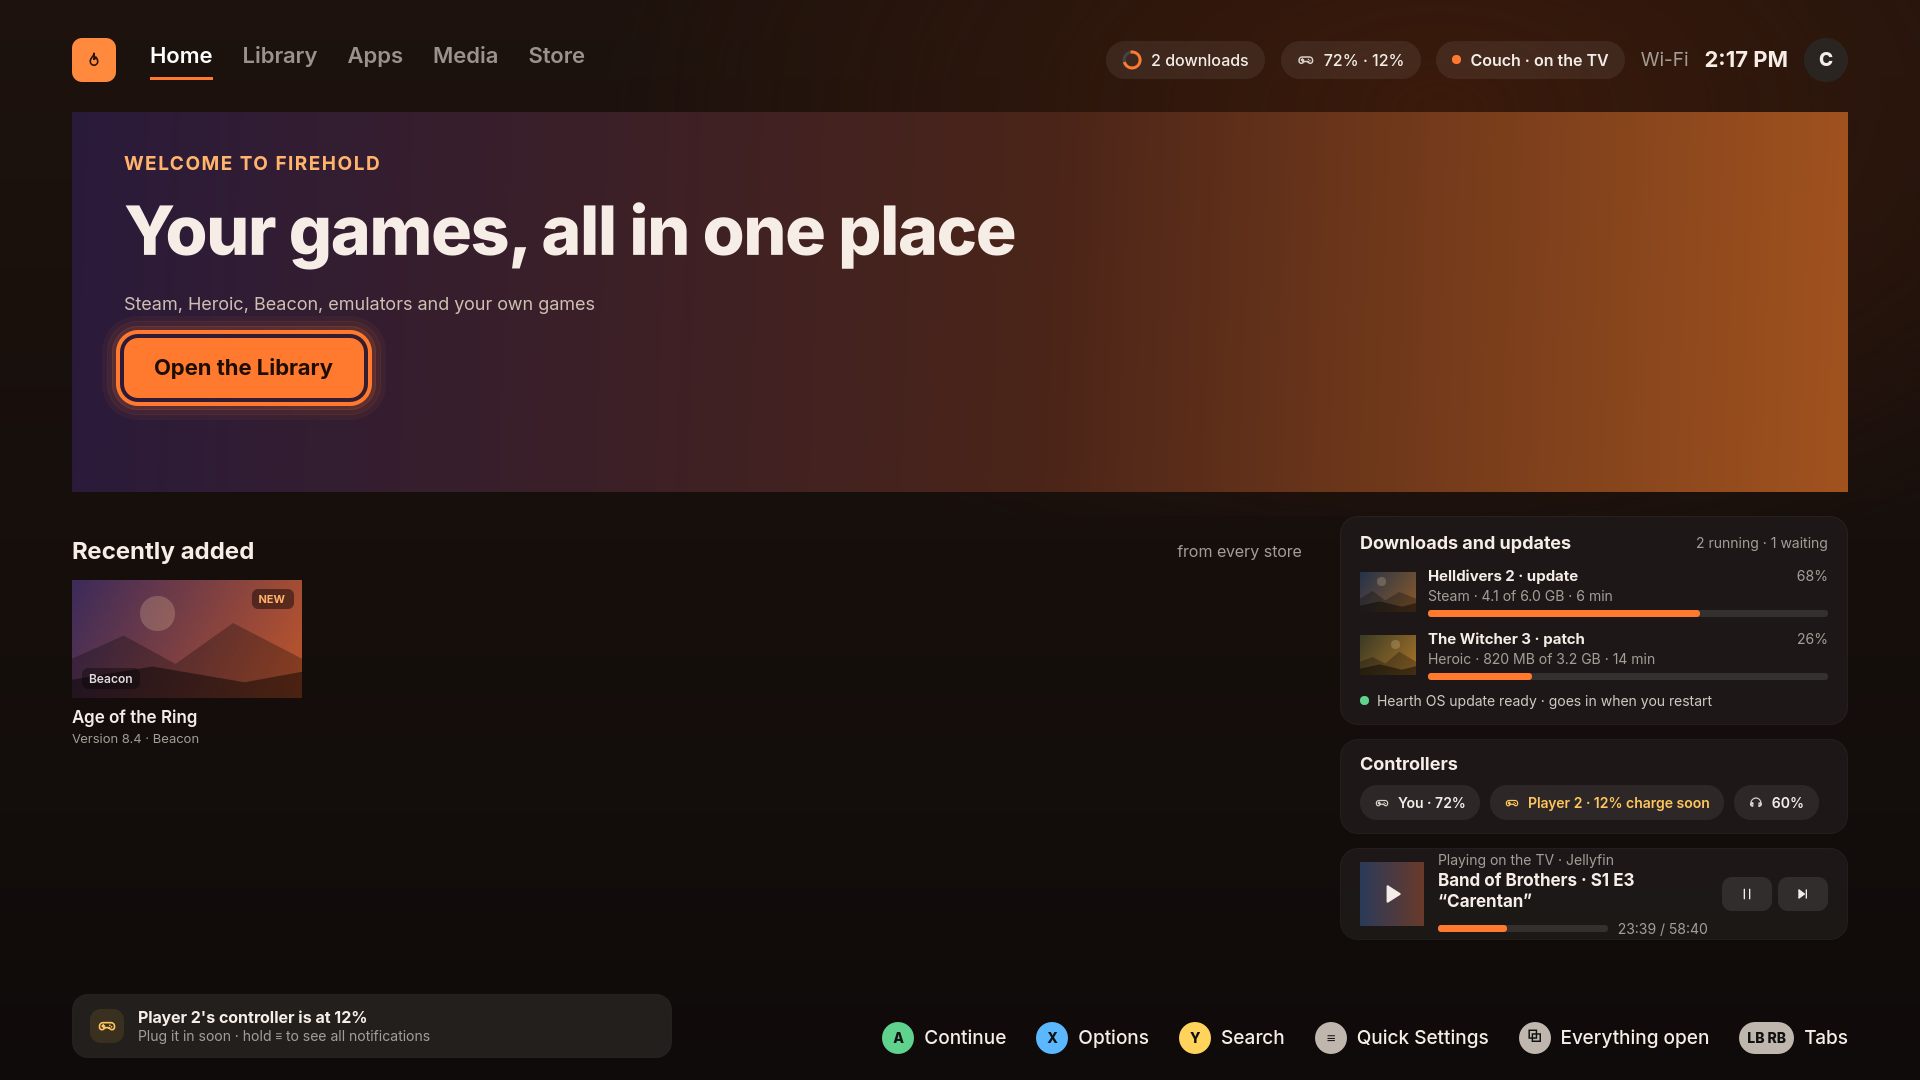 Home Library Apps Media Store
2 downloads
72% · 12%
Couch · on the TV
Wi-Fi
2:17 PM
C
WELCOME TO FIREHOLD
Your games, all in one place
Steam, Heroic, Beacon, emulators and your own games
Open the Library
Recently added
from every store
NEW
Beacon
Age of the Ring
Version 8.4 · Beacon
Downloads and updates
2 running · 1 waiting
Helldivers 2 · update
68%
Steam · 4.1 of 6.0 GB · 6 min
The Witcher 3 · patch
26%
Heroic · 820 MB of 3.2 GB · 14 min
Hearth OS update ready · goes in when you restart
Controllers
You · 72%
Player 2 · 12% charge soon
60%
Playing on the TV · Jellyfin
Band of Brothers · S1 E3
“Carentan”
23:39 / 58:40
Player 2's controller is at 12%
Plug it in soon · hold ≡ to see all notifications
A Continue
X Options
Y Search
≡ Quick Settings
Everything open
LB RB Tabs